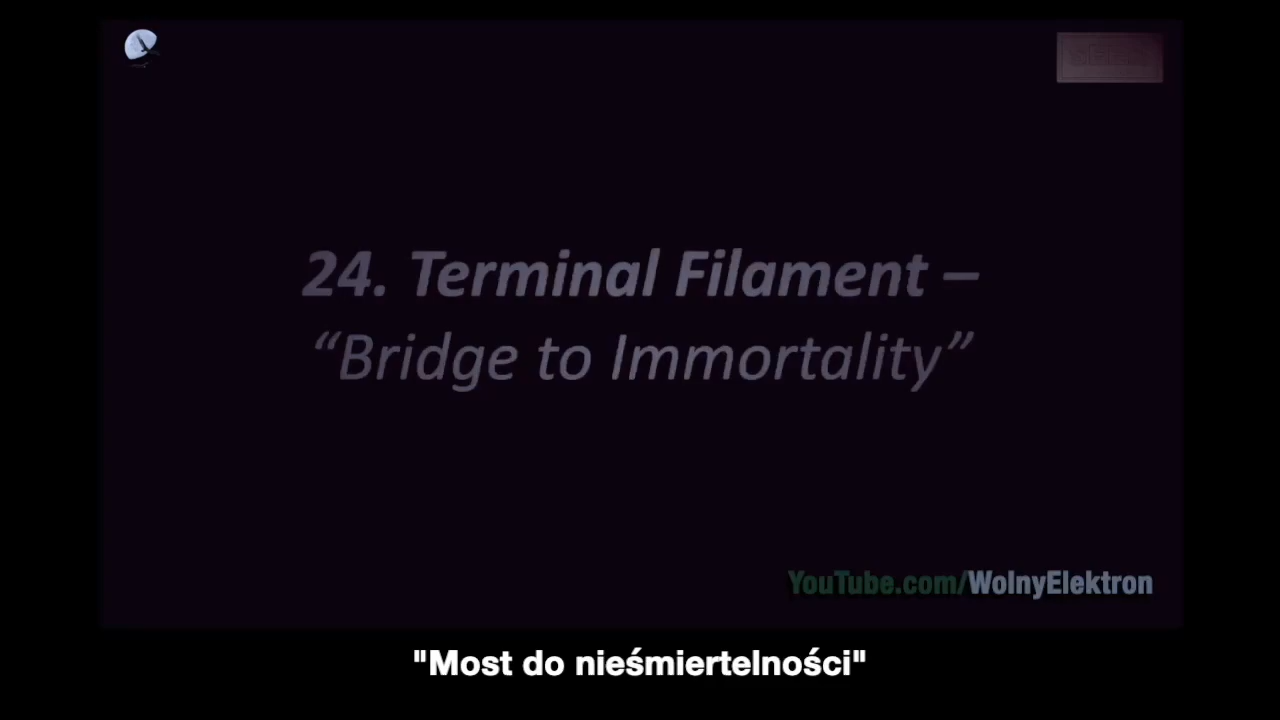 24. Terminal Filament –
“Bridge to Immortality”
YouTube.com/WolnyElektron
"Most do nieśmiertelności"